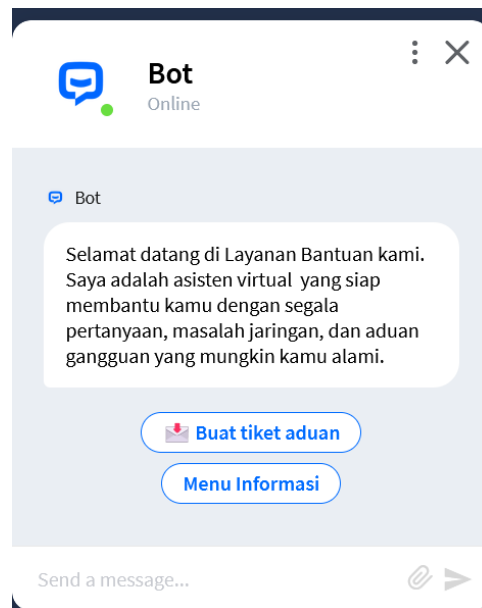 Bot
Online
Bot
Selamat datang di Layanan Bantuan kami.
Saya adalah asisten virtual  yang siap
membantu kamu dengan segala
pertanyaan, masalah jaringan, dan aduan
gangguan yang mungkin kamu alami.
Buat tiket aduan
Menu Informasi
Send a message...